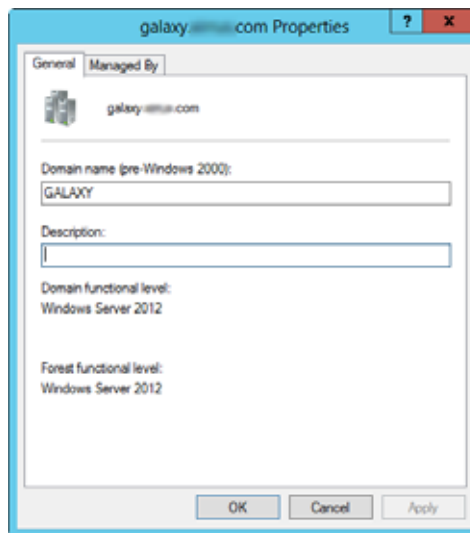 galaxy. .com Properties
?
x
General
Managed By
galaxy. .com
Domain name (pre-Windows 2000):
GALAXY
Description:
Domain functional level:
Windows Server 2012
Forest functional level:
Windows Server 2012
OK
Cancel
Apply